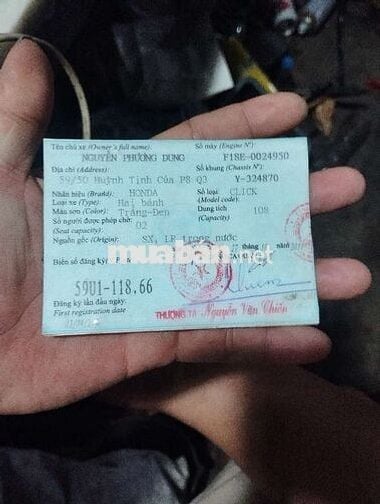 Tên chủ xe (Owner's full name): Số máy (Engine N°)
NGUYỄN PHƯƠNG DUNG F18E-0024950
Địa chỉ (Address): Số khung (Chassis N°)
59/50 Huỳnh Tịnh Của P8 Q3 Y-324870
Nhãn hiệu (Brand): HONDA Số loại CLICK
Loại xe (Type): Hai bánh (Model code):
Màu sơn (Color): Trắng-Đen Dung tích 108
Số người được phép chở: 02 (Capacity)
(Seat capacity):
Nguồn gốc (Origin): SX, LR trong nước
muaban.net
Biển số đăng ký tháng
59U1-118.66
Đăng ký lần đầu ngày.
First registration date
THƯỢNG TÁ Nguyễn Văn Chiến